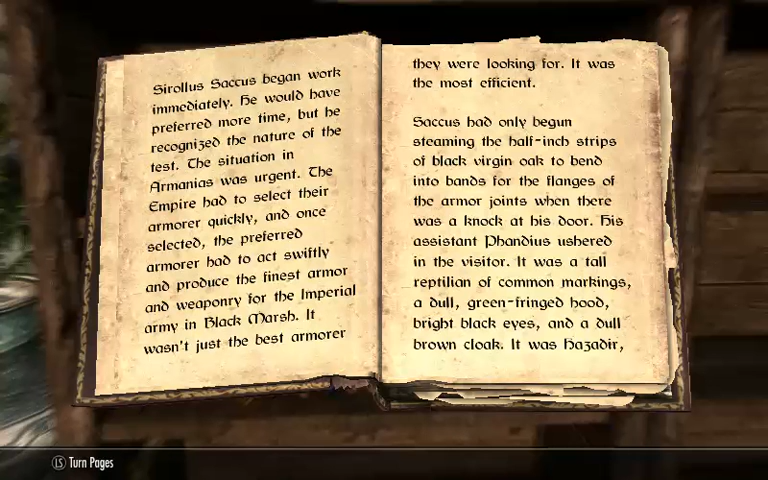 Sirollus Saccus began work
immediately. He would have
preferred more time, but he
recognized the nature of the
test. The situation in
Armanias was urgent. The
Empire had to select their
armorer quickly, and once
selected, the preferred
armorer had to act swiftly
and produce the finest armor
and weaponry for the Imperial
army in Black Marsh. It
wasn't just the best armorer
they were looking for. It was
the most efficient.
Saccus had only begun
steaming the half-inch strips
of black virgin oak to bend
into bands for the flanges of
the armor joints when there
was a knock at his door. His
assistant Phandius ushered
in the visitor. It was a tall
reptilian of common markings,
a dull, green-fringed hood,
bright black eyes, and a dull
brown cloak. It was Hazadir,
LS Turn Pages